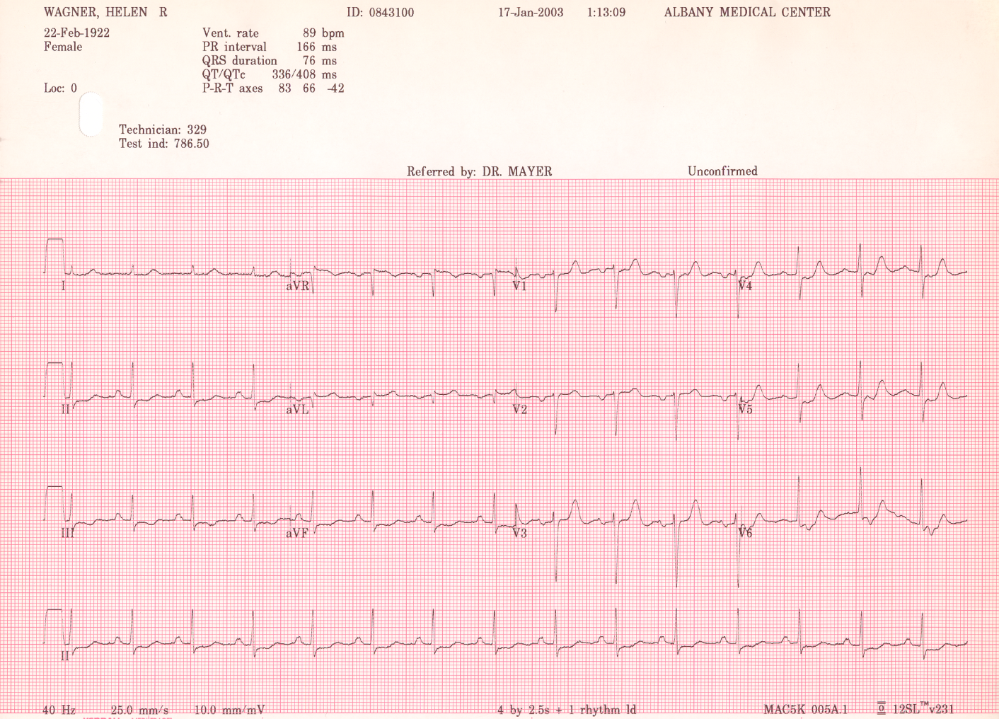 WAGNER, HELEN R ID: 0843100 17-Jan-2003 1:13:09 ALBANY MEDICAL CENTER
22-Feb-1922 Vent. rate 89 bpm
Female PR interval 166 ms
QRS duration 76 ms
QT/QTc 336/408 ms
Loc: 0 P-R-T axes 83 66 -42
Technician: 329
Test ind: 786.50
Referred by: DR. MAYER Unconfirmed
I aVR V1 V4
II aVL V2 V5
III aVF V3 V6
II
40 Hz 25.0 mm/s 10.0 mm/mV 4 by 2.5s + 1 rhythm ld MAC5K 005A.1 12SL™v231